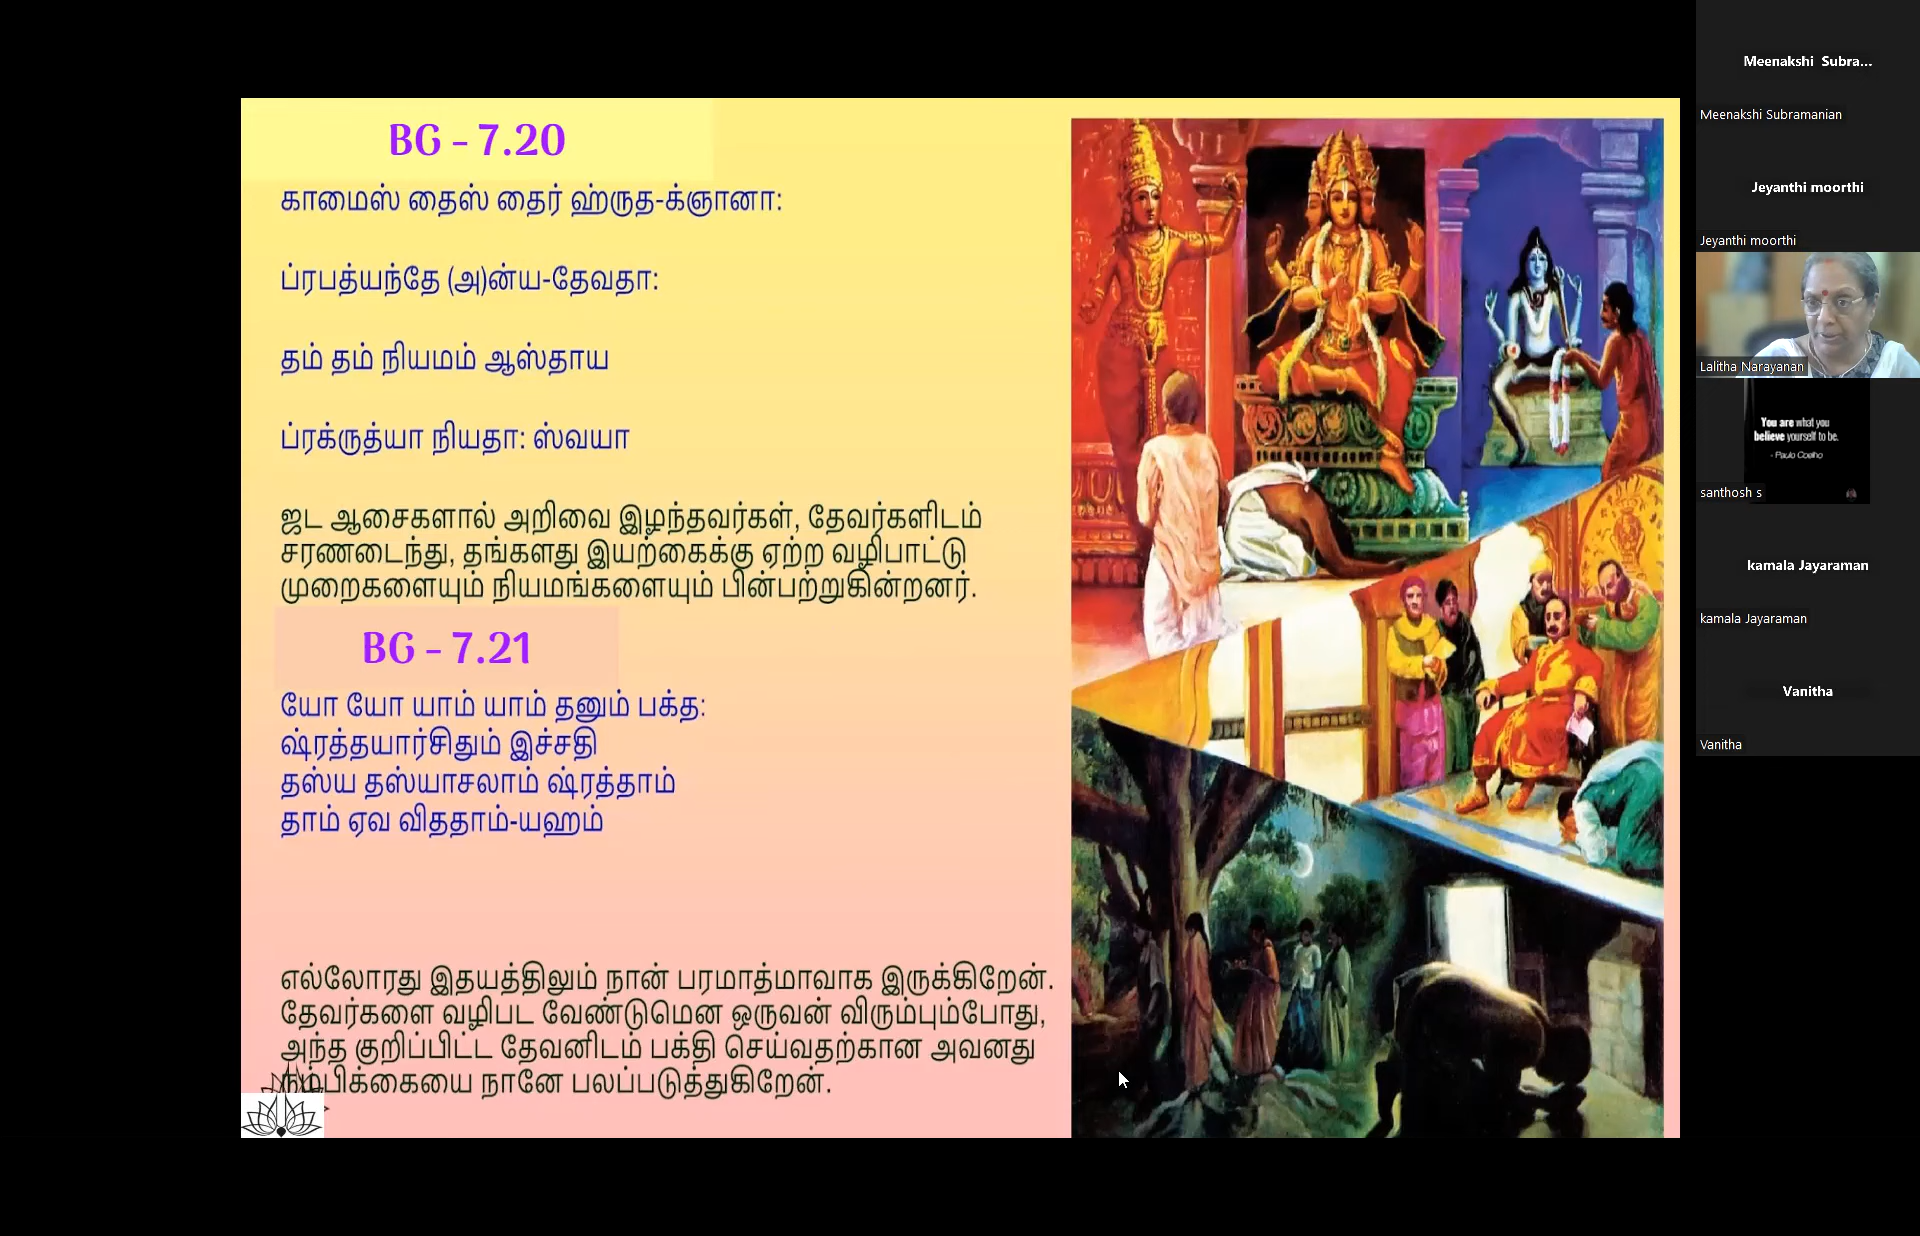 BG - 7.20
காமைஸ் தைஸ் தைர் ஹ்ருத-க்ஞானா:
ப்ரபத்யந்தே (அ)ன்ய-தேவதா:
தம் தம் நியமம் ஆஸ்தாய
ப்ரக்ருத்யா நியதா: ஸ்வயா
ஜட ஆசைகளால் அறிவை இழந்தவர்கள், தேவர்களிடம்
சரணடைந்து, தங்களது இயற்கைக்கு ஏற்ற வழிபாட்டு
முறைகளையும் நியமங்களையும் பின்பற்றுகின்றனர்.
BG - 7.21
யோ யோ யாம் யாம் தனும் பக்த:
ஷ்ரத்தயார்சிதும் இச்சதி
தஸ்ய தஸ்யாசலாம் ஷ்ரத்தாம்
தாம் ஏவ விததாம்-யஹம்
எல்லோரது இதயத்திலும் நான் பரமாத்மாவாக இருக்கிறேன்.
தேவர்களை வழிபட வேண்டுமென ஒருவன் விரும்பும்போது,
அந்த குறிப்பிட்ட தேவனிடம் பக்தி செய்வதற்கான அவனது
நம்பிக்கையை நானே பலப்படுத்துகிறேன்.
Meenakshi Subra...
Meenakshi Subramanian
Jeyanthi moorthi
Jeyanthi moorthi
Lalitha Narayanan
You are what you
believe yourself to be.
- Paulo Coelho
santhosh s
kamala Jayaraman
kamala Jayaraman
Vanitha
Vanitha